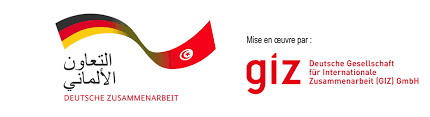 التعاون
الألماني
DEUTSCHE ZUSAMMENARBEIT
Mise en œuvre par :
giz
Deutsche Gesellschaft
für Internationale
Zusammenarbeit (GIZ) GmbH